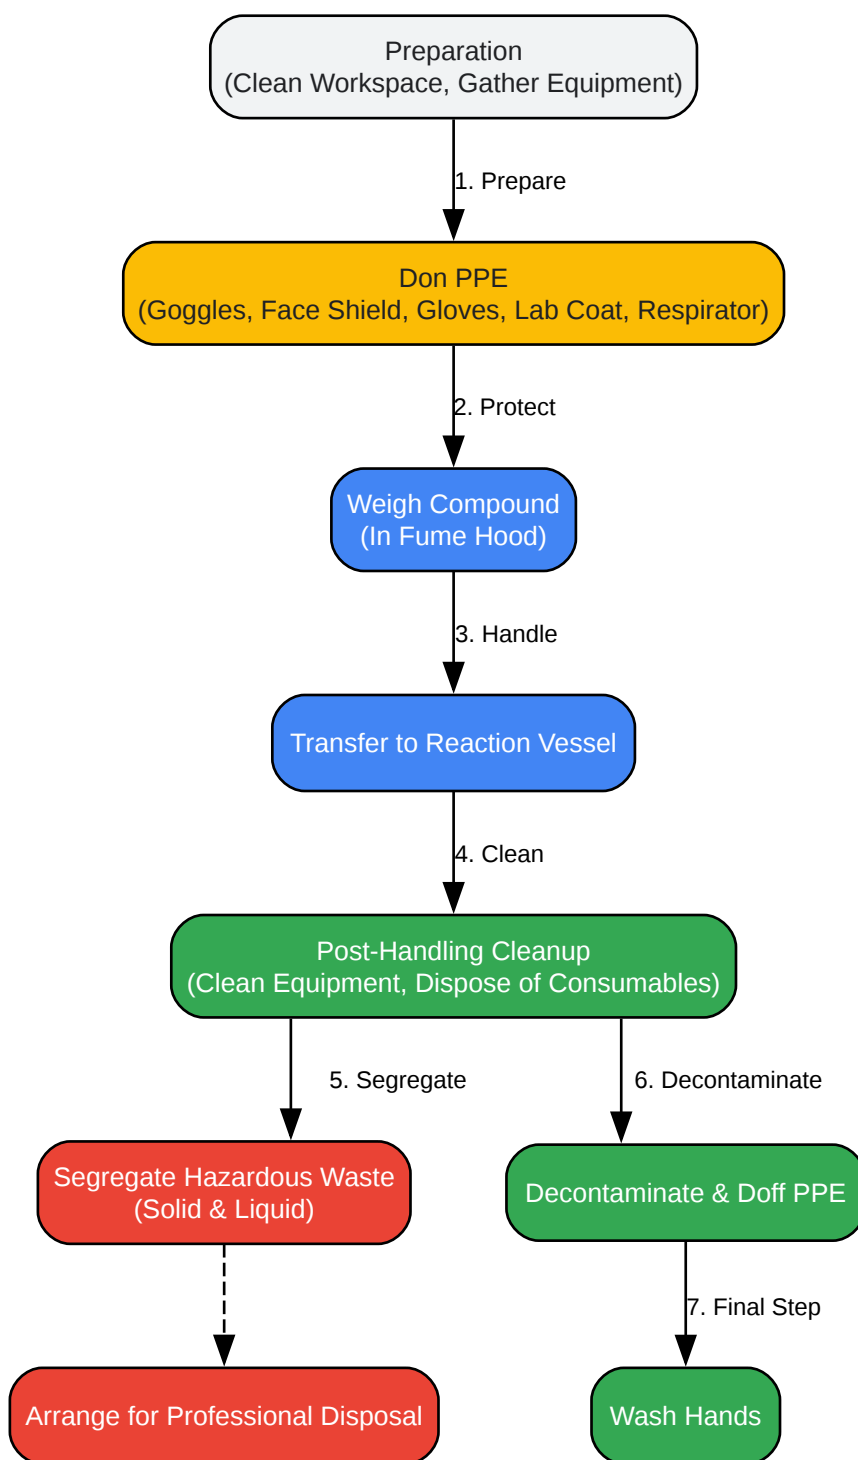 Preparation
(Clean Workspace, Gather Equipment)
1. Prepare
Don PPE
(Goggles, Face Shield, Gloves, Lab Coat, Respirator)
2. Protect
Weigh Compound
(In Fume Hood)
3. Handle
Transfer to Reaction Vessel
4. Clean
Post-Handling Cleanup
(Clean Equipment, Dispose of Consumables)
5. Segregate
6. Decontaminate
Segregate Hazardous Waste
(Solid & Liquid)
Decontaminate & Doff PPE
7. Final Step
Arrange for Professional Disposal
Wash Hands